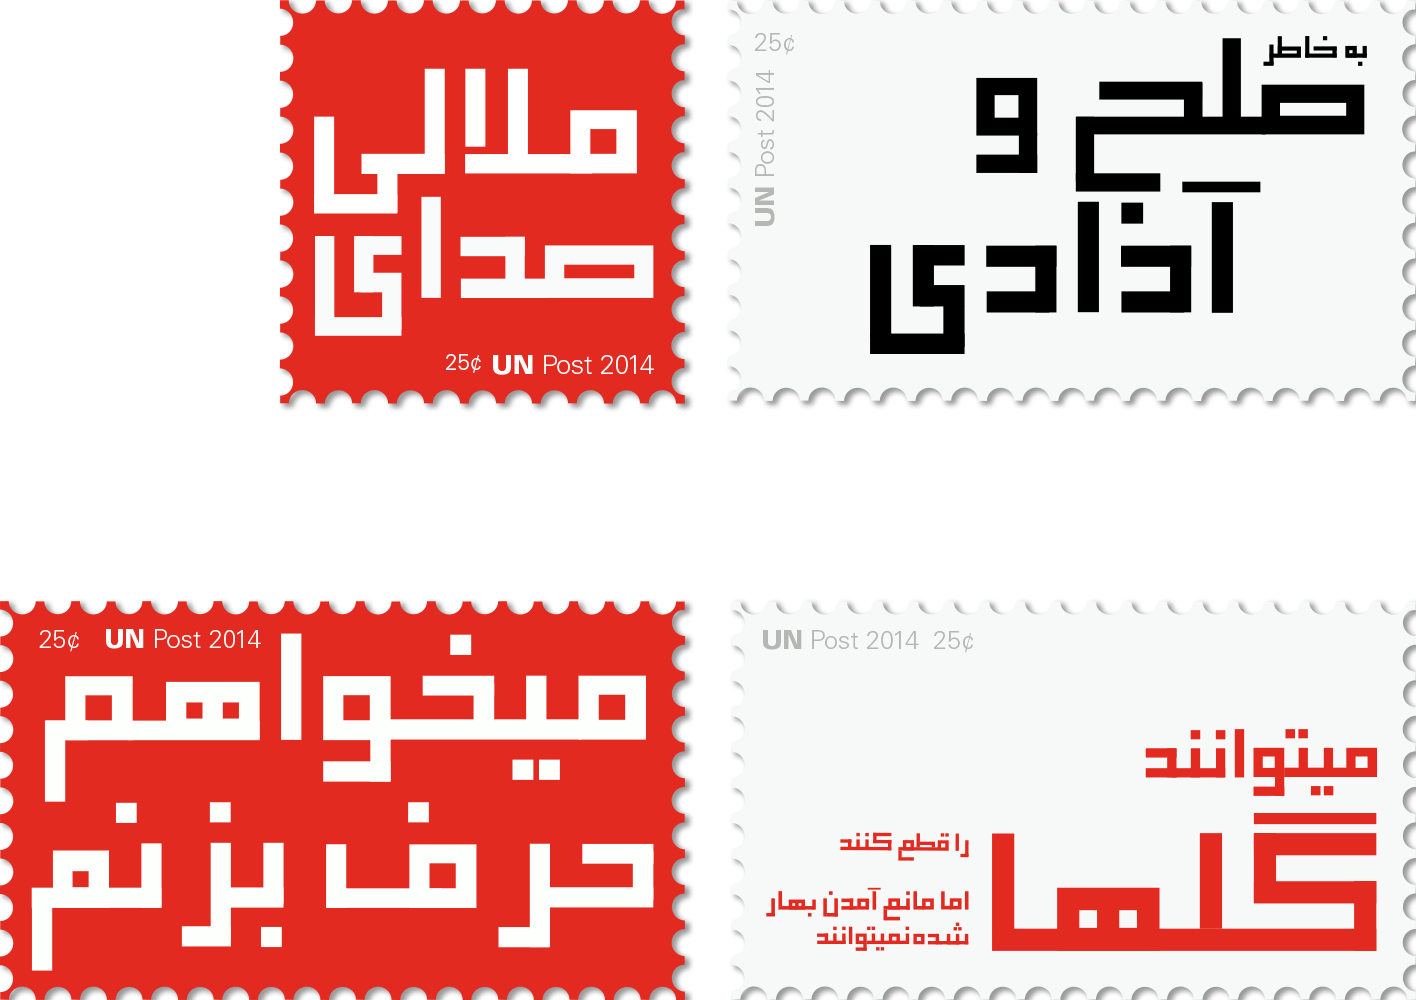 ملالی
صدای
25¢ UN Post 2014
25¢
UN Post 2014
به خاطر
صلح و
آذادی
25¢ UN Post 2014
میخواهم
حرف بزنم
UN Post 2014 25¢
میتوانند
گلها
را قطع کنند
اما مانع آمدن بهار
شده نمیتوانند